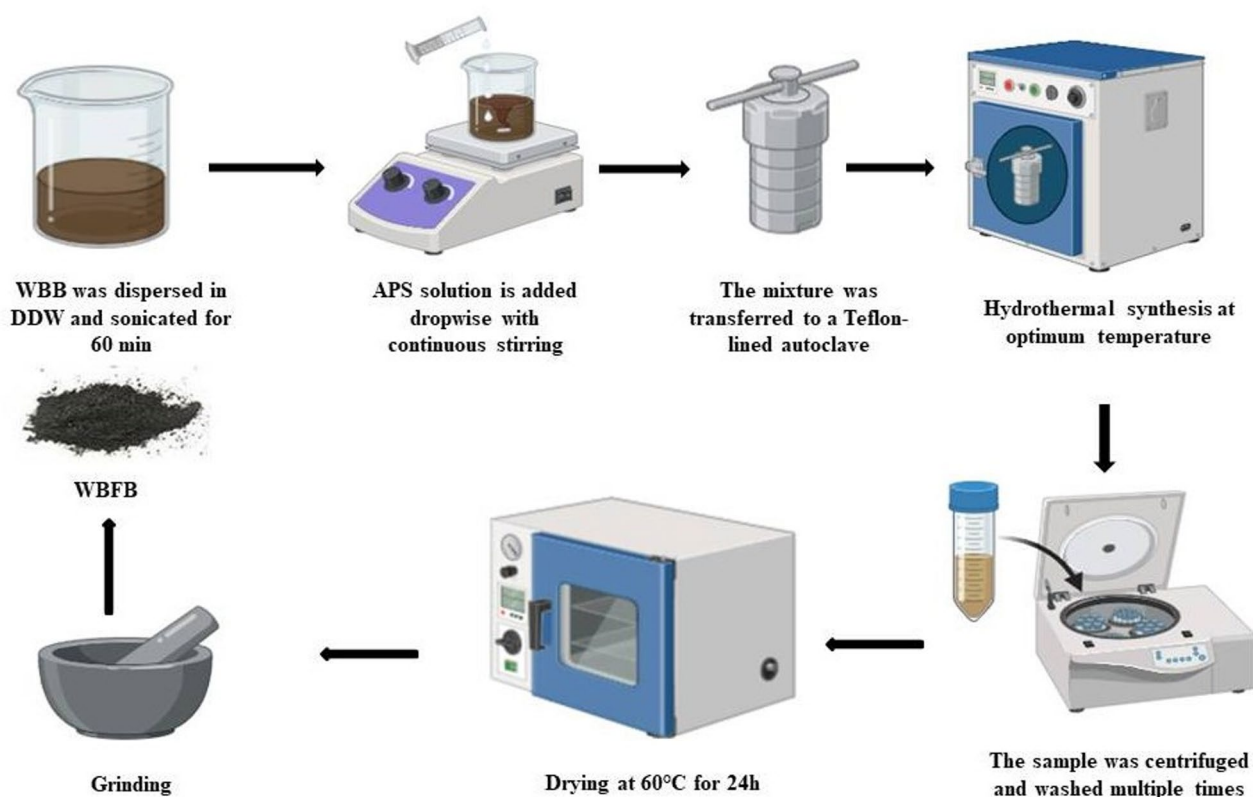 WBB was dispersed in
DDW and sonicated for
60 min
APS solution is added
dropwise with
continuous stirring
The mixture was
transferred to a Teflon-
lined autoclave
Hydrothermal synthesis at
optimum temperature
The sample was centrifuged
and washed multiple times
Drying at 60°C for 24h
Grinding
WBFB